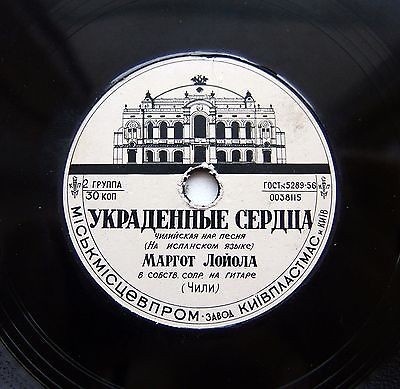 2 ГРУППА
30 КОП
ГОСТ К5289-56
0038115
УКРАДЕННЫЕ СЕРДЦА
ЧИЛИЙСКАЯ НАР. ПЕСНЯ
(НА ИСПАНСКОМ ЯЗЫКЕ)
МАРГОТ ЛОЙОЛА
В СОБСТВ. СОПР. НА ГИТАРЕ
(ЧИЛИ)
МІСЬКМІСЦЕВПРОМ · ЗАВОД КИЇВПЛАСТМАС м. КИЇВ